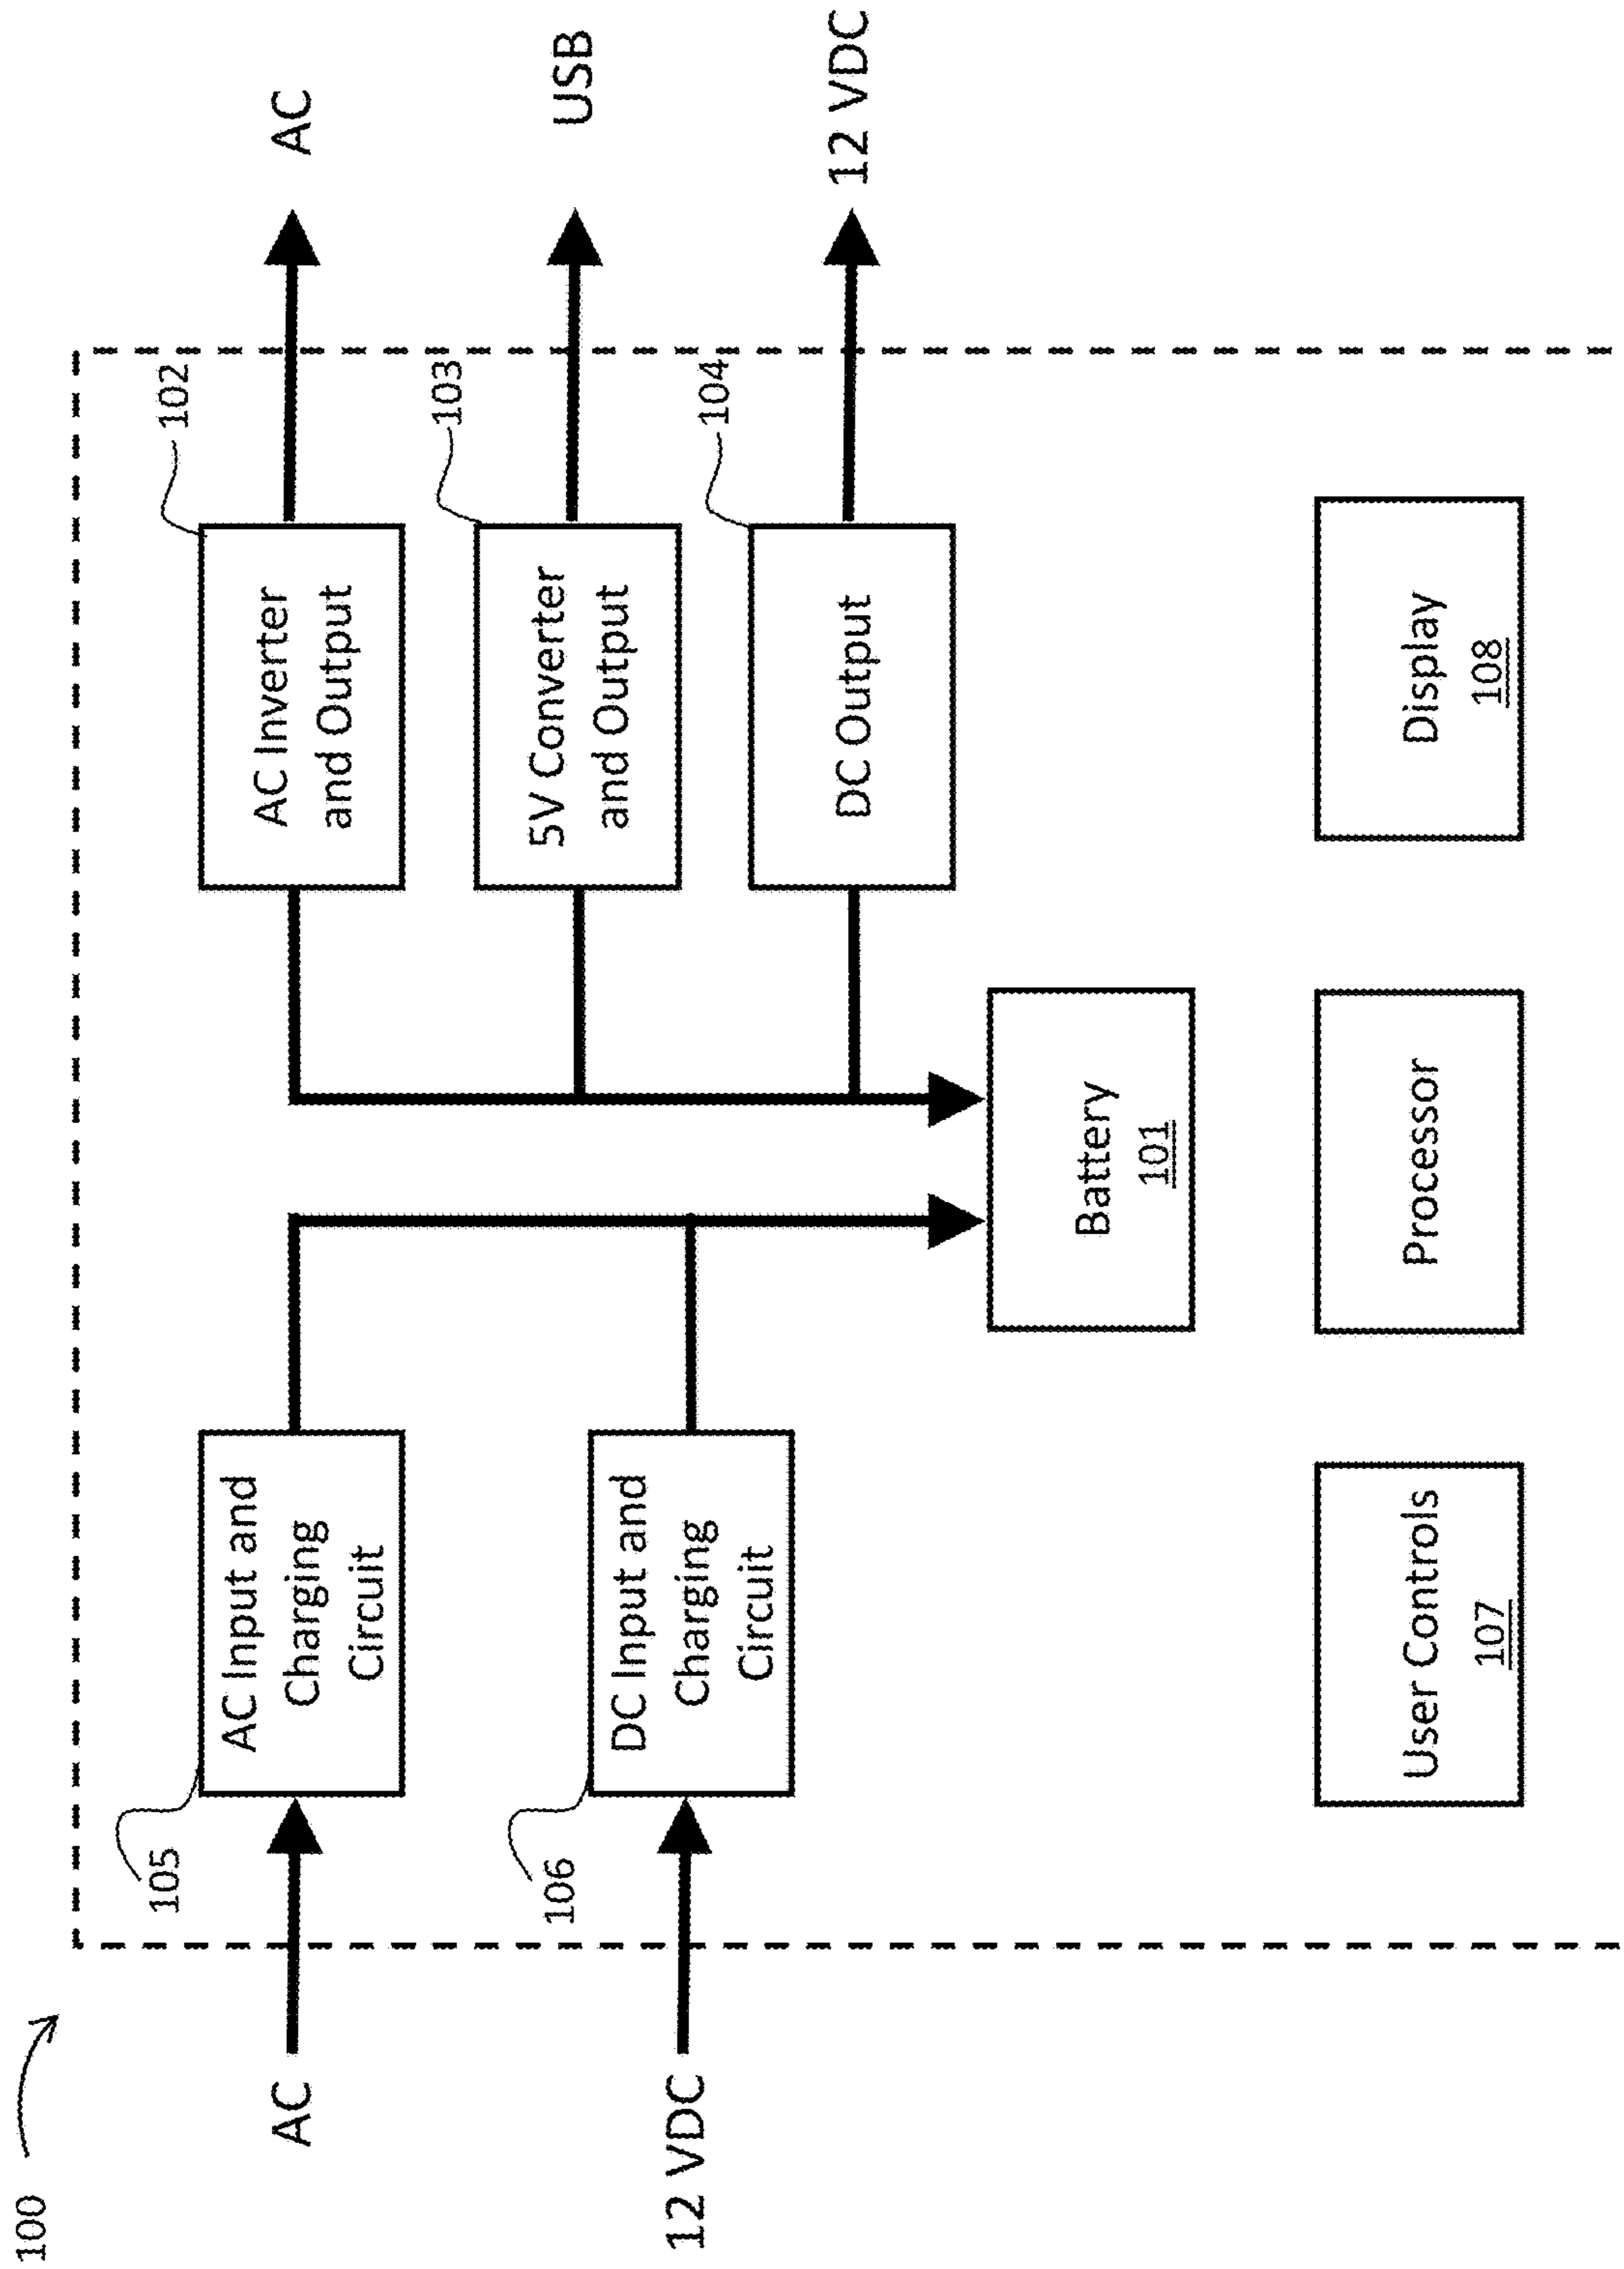 100
105
AC Input and
Charging
Circuit
AC
106
DC Input and
Charging
Circuit
12 VDC
102
AC Inverter
and Output
AC
103
5V Converter
and Output
USB
104
DC Output
12 VDC
Battery
101
User Controls
107
Processor
Display
108